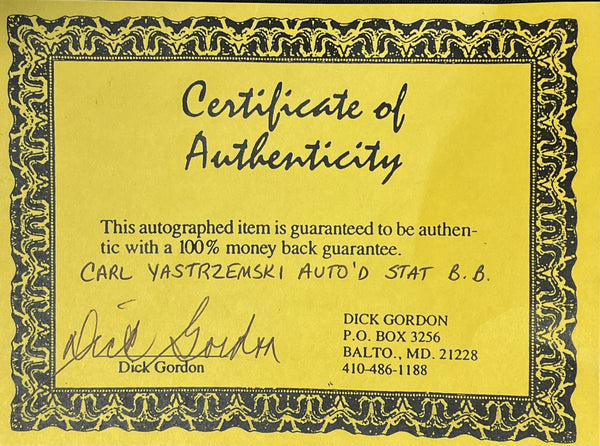 Certificate of
Authenticity
This autographed item is guaranteed to be authen-
tic with a 100% money back guarantee.
CARL YASTRZEMSKI AUTO'D STAT B.B.
Dick Gordon
Dick Gordon
DICK GORDON
P.O. BOX 3256
BALTO., MD. 21228
410-486-1188